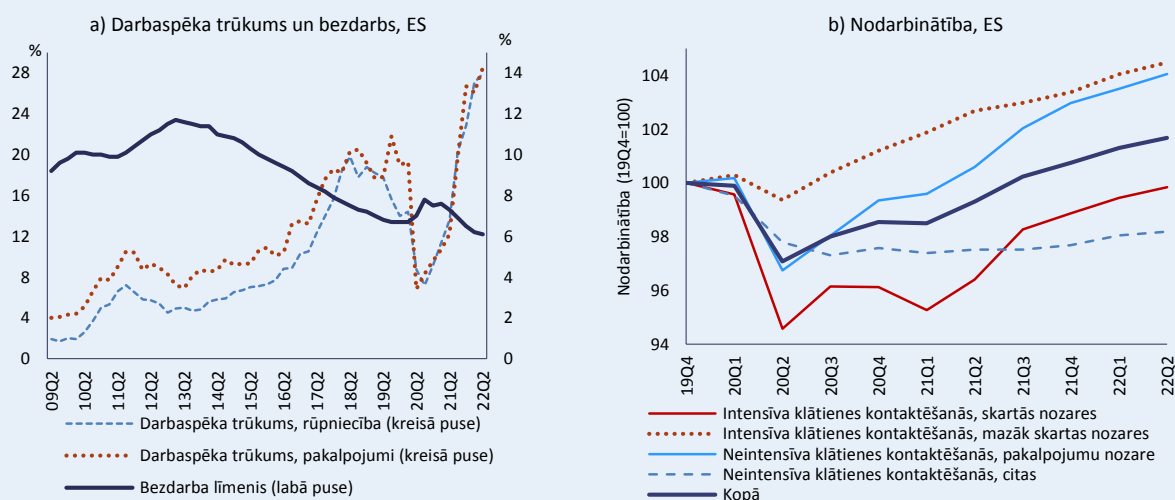 a) Darbaspēka trūkums un bezdarbs, ES
%
%
28
24
20
16
12
8
4
0
14
12
10
8
6
4
2
0
09Q2
10Q2
11Q2
12Q2
13Q2
14Q2
15Q2
16Q2
17Q2
18Q2
19Q2
20Q2
21Q2
22Q2
Darbaspēka trūkums, rūpniecība (kreisā puse)
Darbaspēka trūkums, pakalpojumi (kreisā puse)
Bezdarba līmenis (labā puse)
b) Nodarbinātība, ES
Nodarbinātība (19Q4=100)
104
102
100
98
96
94
19Q4
20Q1
20Q2
20Q3
20Q4
21Q1
21Q2
21Q3
21Q4
22Q1
22Q2
Intensīva klātienes kontaktēšanās, skartās nozares
Intensīva klātienes kontaktēšanās, mazāk skartas nozares
Neintensīva klātienes kontaktēšanās, pakalpojumu nozare
Neintensīva klātienes kontaktēšanās, citas
Kopā